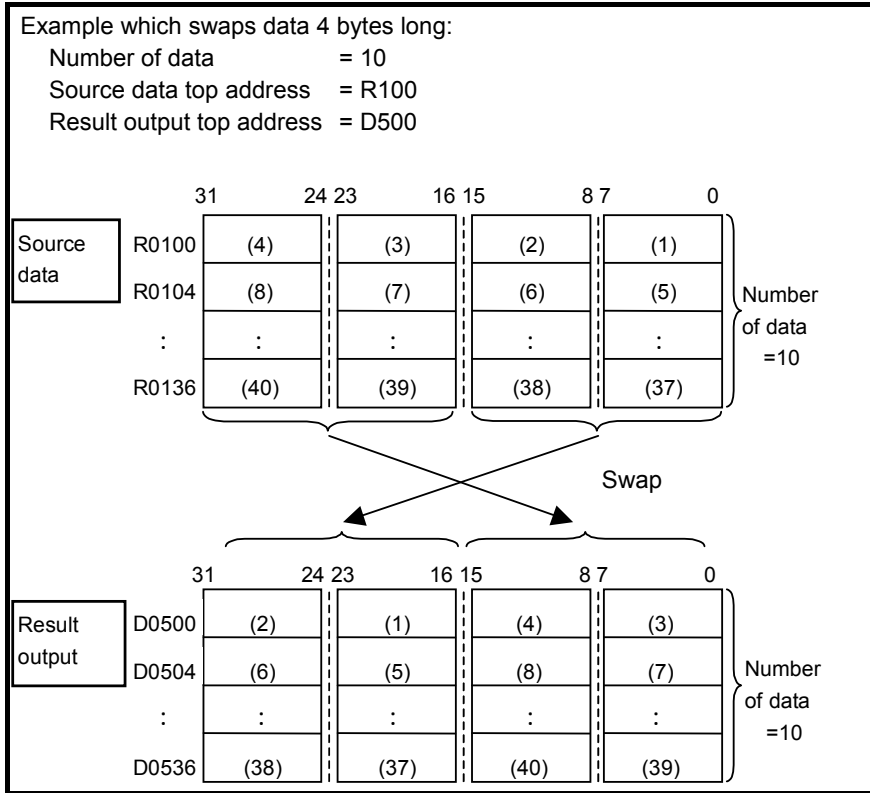 Example which swaps data 4 bytes long:
Number of data = 10
Source data top address = R100
Result output top address = D500
31 24 23 16 15 8 7 0
Source data
R0100 (4) (3) (2) (1)
R0104 (8) (7) (6) (5)
: : : : :
R0136 (40) (39) (38) (37)
Number
of data
=10
Swap
31 24 23 16 15 8 7 0
Result
output
D0500 (2) (1) (4) (3)
D0504 (6) (5) (8) (7)
: : : : :
D0536 (38) (37) (40) (39)
Number
of data
=10